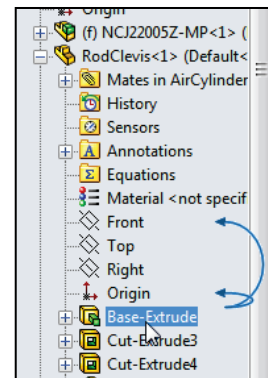 Origin
(f) NCJ22005Z-MP<1> (
RodClevis<1> (Default<
Mates in AirCylinder
History
Sensors
Annotations
Equations
Material <not specif
Front
Top
Right
Origin
Base-Extrude
Cut-Extrude3
Cut-Extrude4